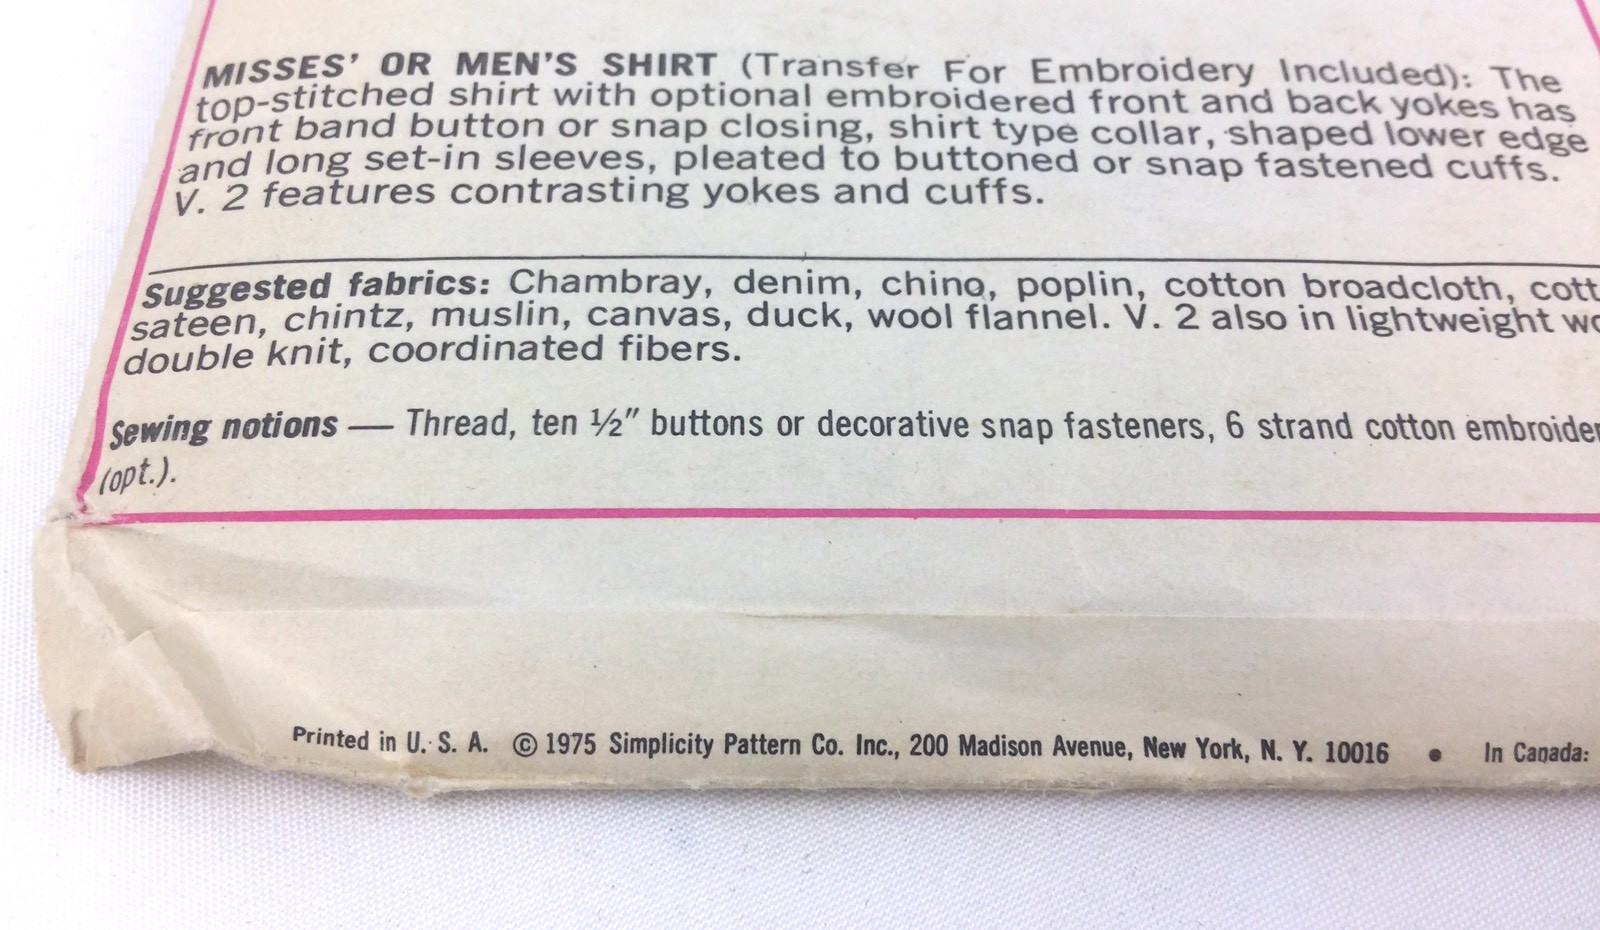 MISSES' OR MEN'S SHIRT (Transfer For Embroidery Included): The
top-stitched shirt with optional embroidered front and back yokes has
front band button or snap closing, shirt type collar, shaped lower edge
and long set-in sleeves, pleated to buttoned or snap fastened cuffs.
V. 2 features contrasting yokes and cuffs.
Suggested fabrics: Chambray, denim, chino, poplin, cotton broadcloth, cott
sateen, chintz, muslin, canvas, duck, wool flannel. V. 2 also in lightweight wo
double knit, coordinated fibers.
Sewing notions — Thread, ten ½" buttons or decorative snap fasteners, 6 strand cotton embroider
(opt.).
Printed in U. S. A. © 1975 Simplicity Pattern Co. Inc., 200 Madison Avenue, New York, N. Y. 10016 • In Canada: